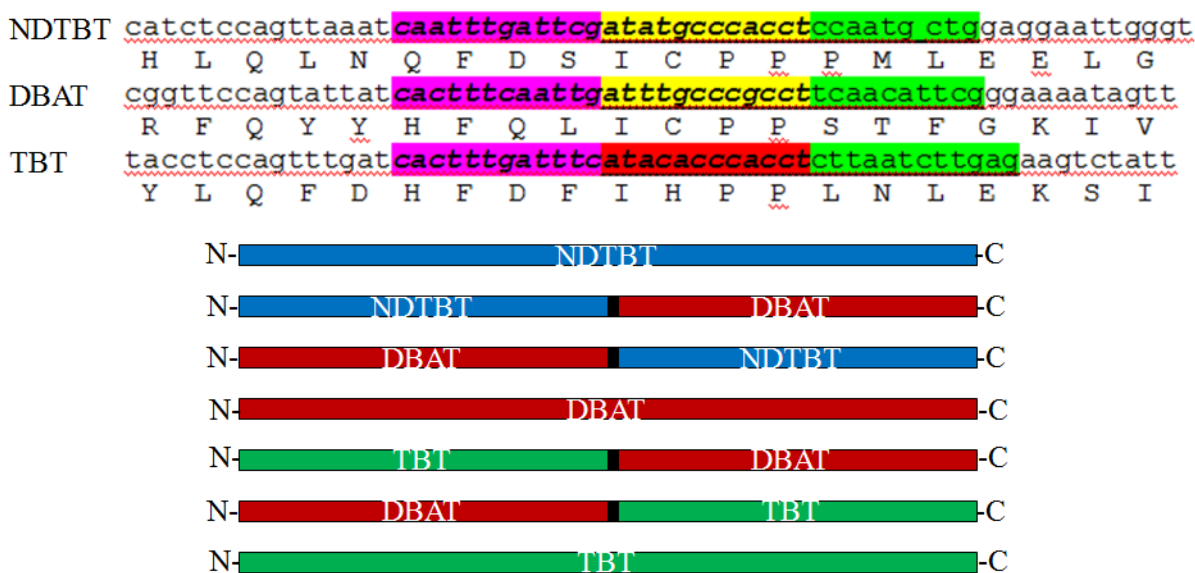 NDTBT catctccagttaaatcaatttgattcgatatgcccacctccaatg ctggaggaattgggt
H L Q L N Q F D S I C P P P M L E E L G
DBAT cggttccagtattatcactttcaattgatttgcccgccttcaacattcgggaaaatagtt
R F Q Y Y H F Q L I C P P S T F G K I V
TBT tacctccagtttgatcactttgatttcatacacccacctcttaatcttgagaagtctatt
Y L Q F D H F D F I H P P L N L E K S I
N- NDTBT -C
N- NDTBT DBAT -C
N- DBAT NDTBT -C
N- DBAT -C
N- TBT DBAT -C
N- DBAT TBT -C
N- TBT -C